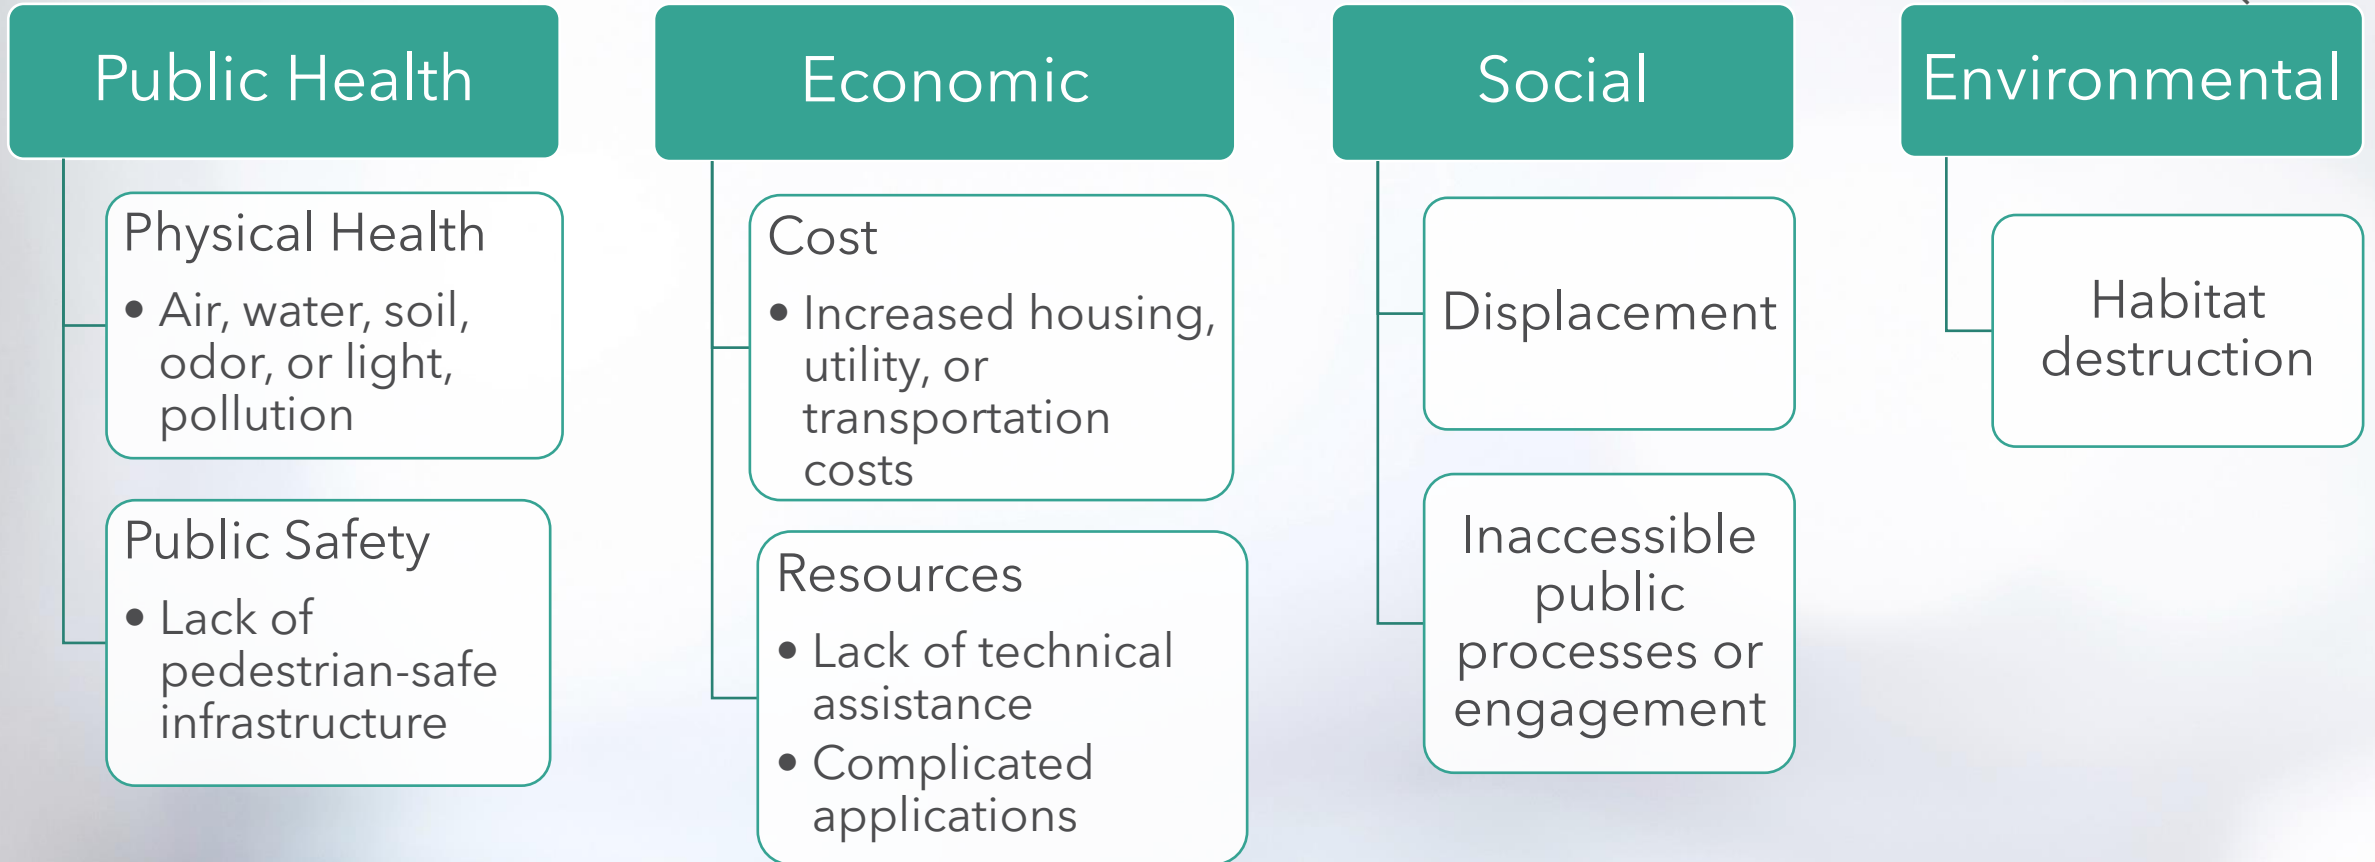 Public Health
Physical Health
• Air, water, soil,
odor, or light,
pollution
Public Safety
• Lack of
pedestrian-safe
infrastructure
Economic
Cost
• Increased housing,
utility, or
transportation
costs
Resources
• Lack of technical
assistance
• Complicated
applications
Social
Displacement
Inaccessible
public
processes or
engagement
Environmental
Habitat
destruction